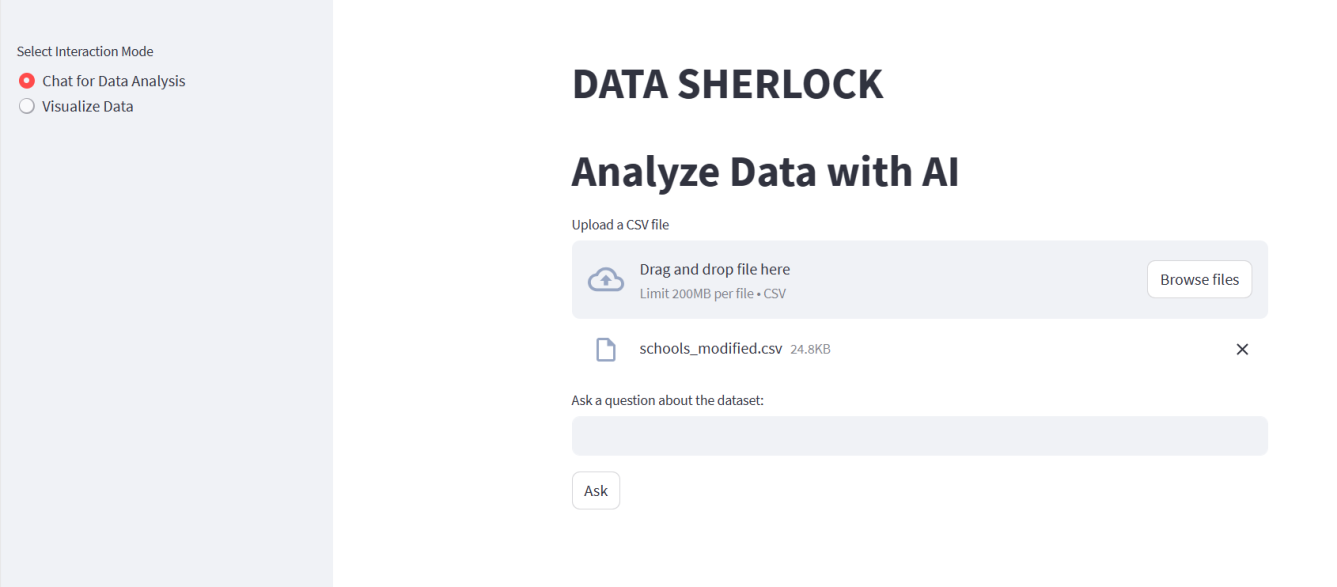 Select Interaction Mode
Chat for Data Analysis
Visualize Data
DATA SHERLOCK
Analyze Data with AI
Upload a CSV file
Drag and drop file here
Limit 200MB per file • CSV
Browse files
schools_modified.csv 24.8KB
Ask a question about the dataset:
Ask